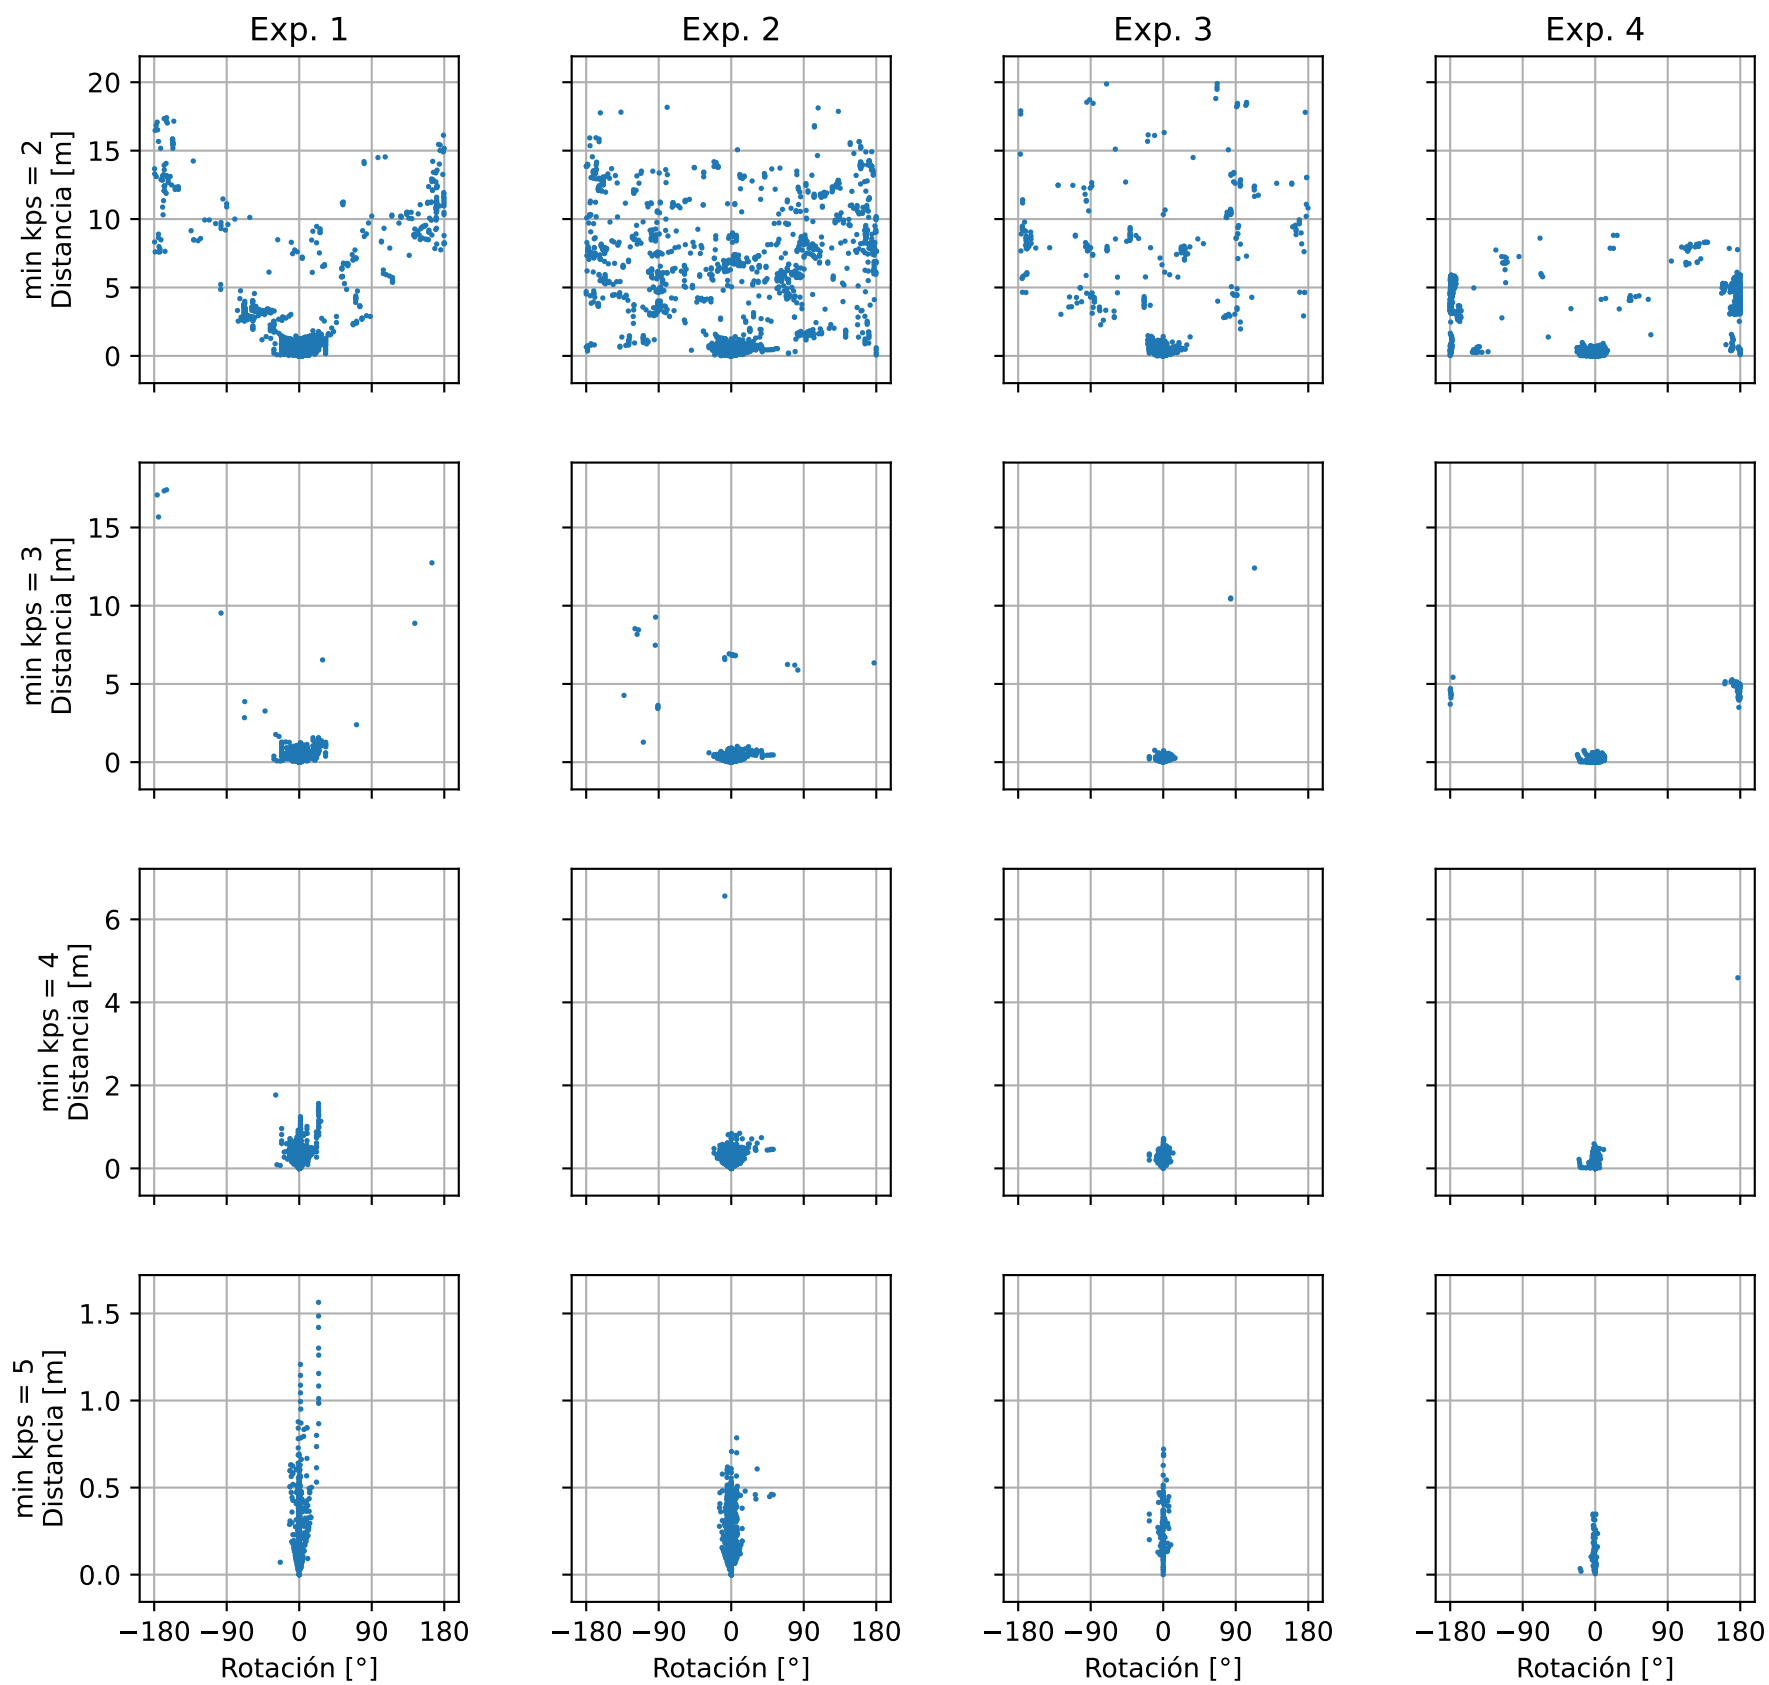 Exp. 1 Exp. 2 Exp. 3 Exp. 4
min kps = 2
Distancia [m]
20
15
10
5
0
min kps = 3
Distancia [m]
15
10
5
0
min kps = 4
Distancia [m]
6
4
2
0
min kps = 5
Distancia [m]
1.5
1.0
0.5
0.0
−180 −90 0 90 180 −180 −90 0 90 180 −180 −90 0 90 180 −180 −90 0 90 180
Rotación [°] Rotación [°] Rotación [°] Rotación [°]